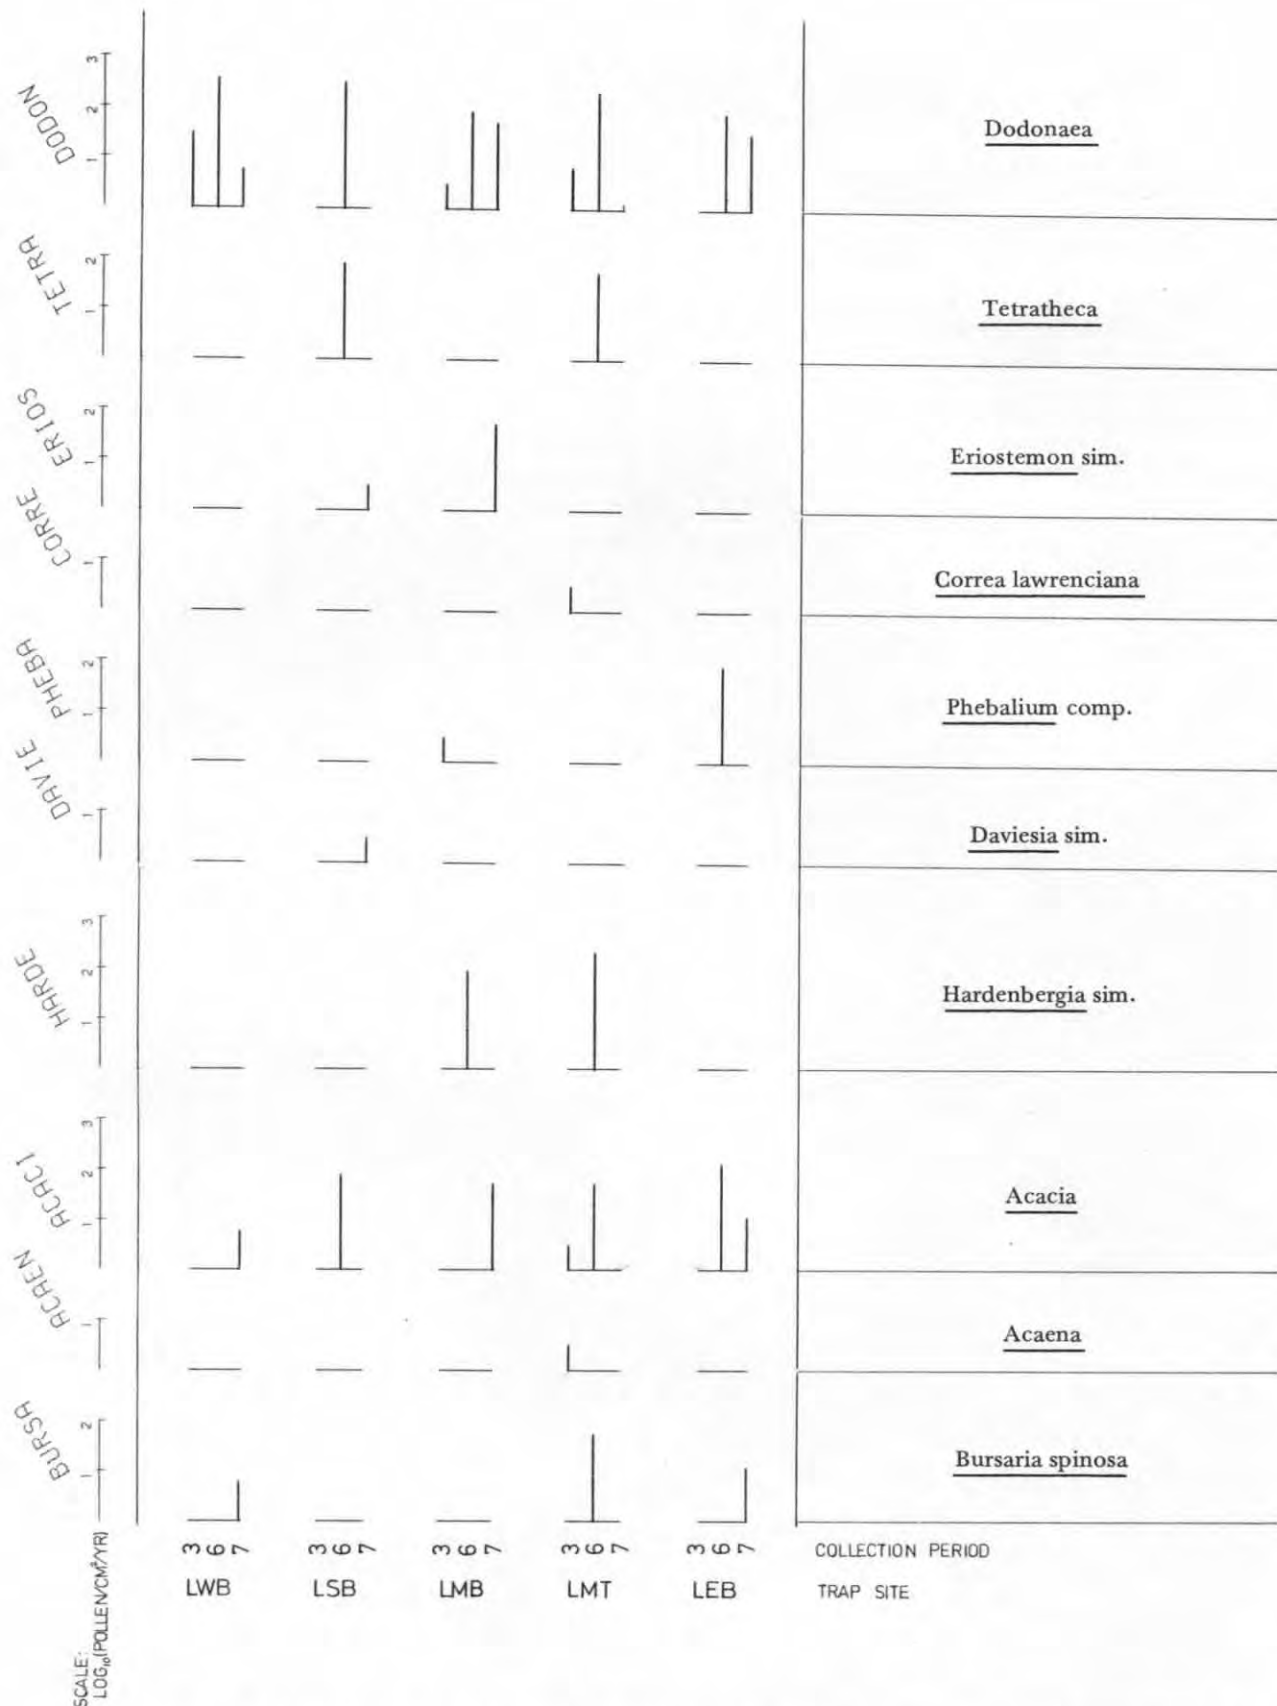 DODON
1 2 3
Dodonaea
TETRA
1 2
Tetratheca
ERIOS
1 2
Eriostemon sim.
CORRE
1
Correa lawrenciana
PHEBA
1 2
Phebalium comp.
DAVIE
1
Daviesia sim.
HARDE
1 2 3
Hardenbergia sim.
ACACI
1 2 3
Acacia
ACAEN
1
Acaena
BURSA
1 2
Bursaria spinosa
3 6 7 3 6 7 3 6 7 3 6 7 3 6 7 COLLECTION PERIOD
LWB LSB LMB LMT LEB TRAP SITE
SCALE:
LOG₁₀(POLLEN/CM²/YR)